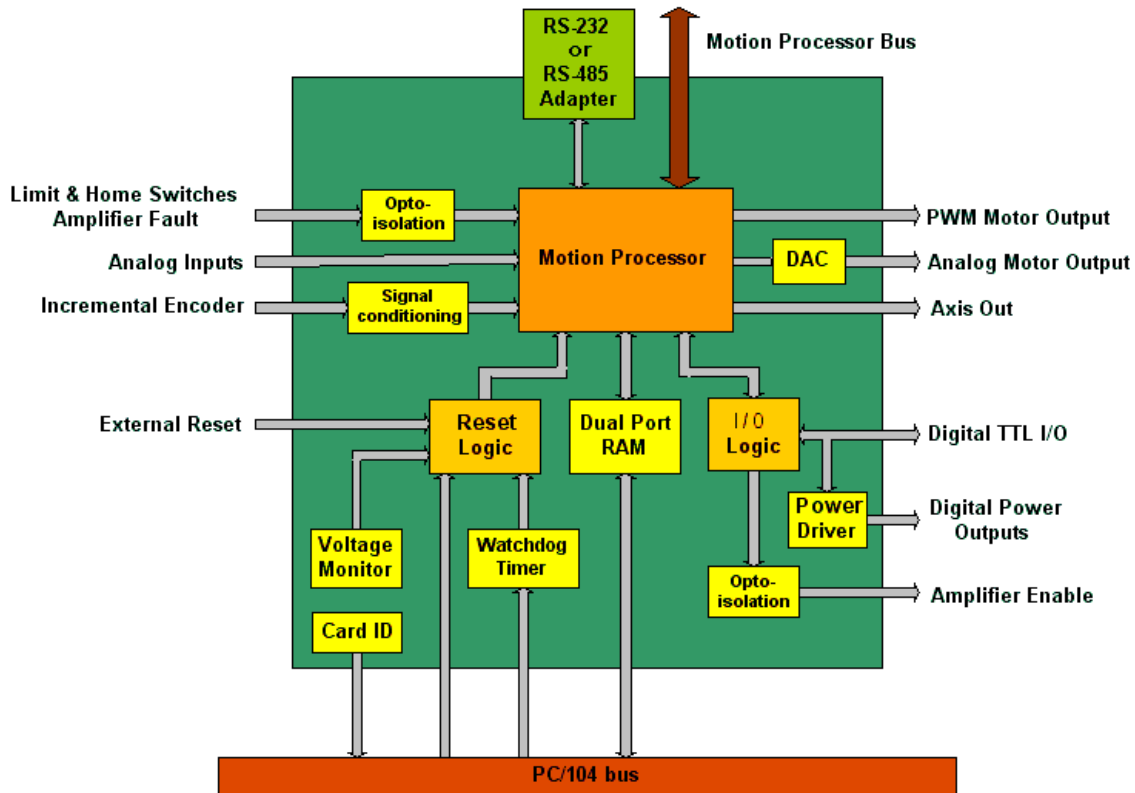 RS-232
or
RS-485
Adapter
Motion Processor Bus
Limit & Home Switches
Amplifier Fault
Opto-
isolation
Analog Inputs
Incremental Encoder
Signal
conditioning
Motion Processor
PWM Motor Output
DAC
Analog Motor Output
Axis Out
External Reset
Reset
Logic
Dual Port
RAM
I/O
Logic
Digital TTL I/O
Power
Driver
Digital Power
Outputs
Voltage
Monitor
Watchdog
Timer
Opto-
isolation
Amplifier Enable
Card ID
PC/104 bus